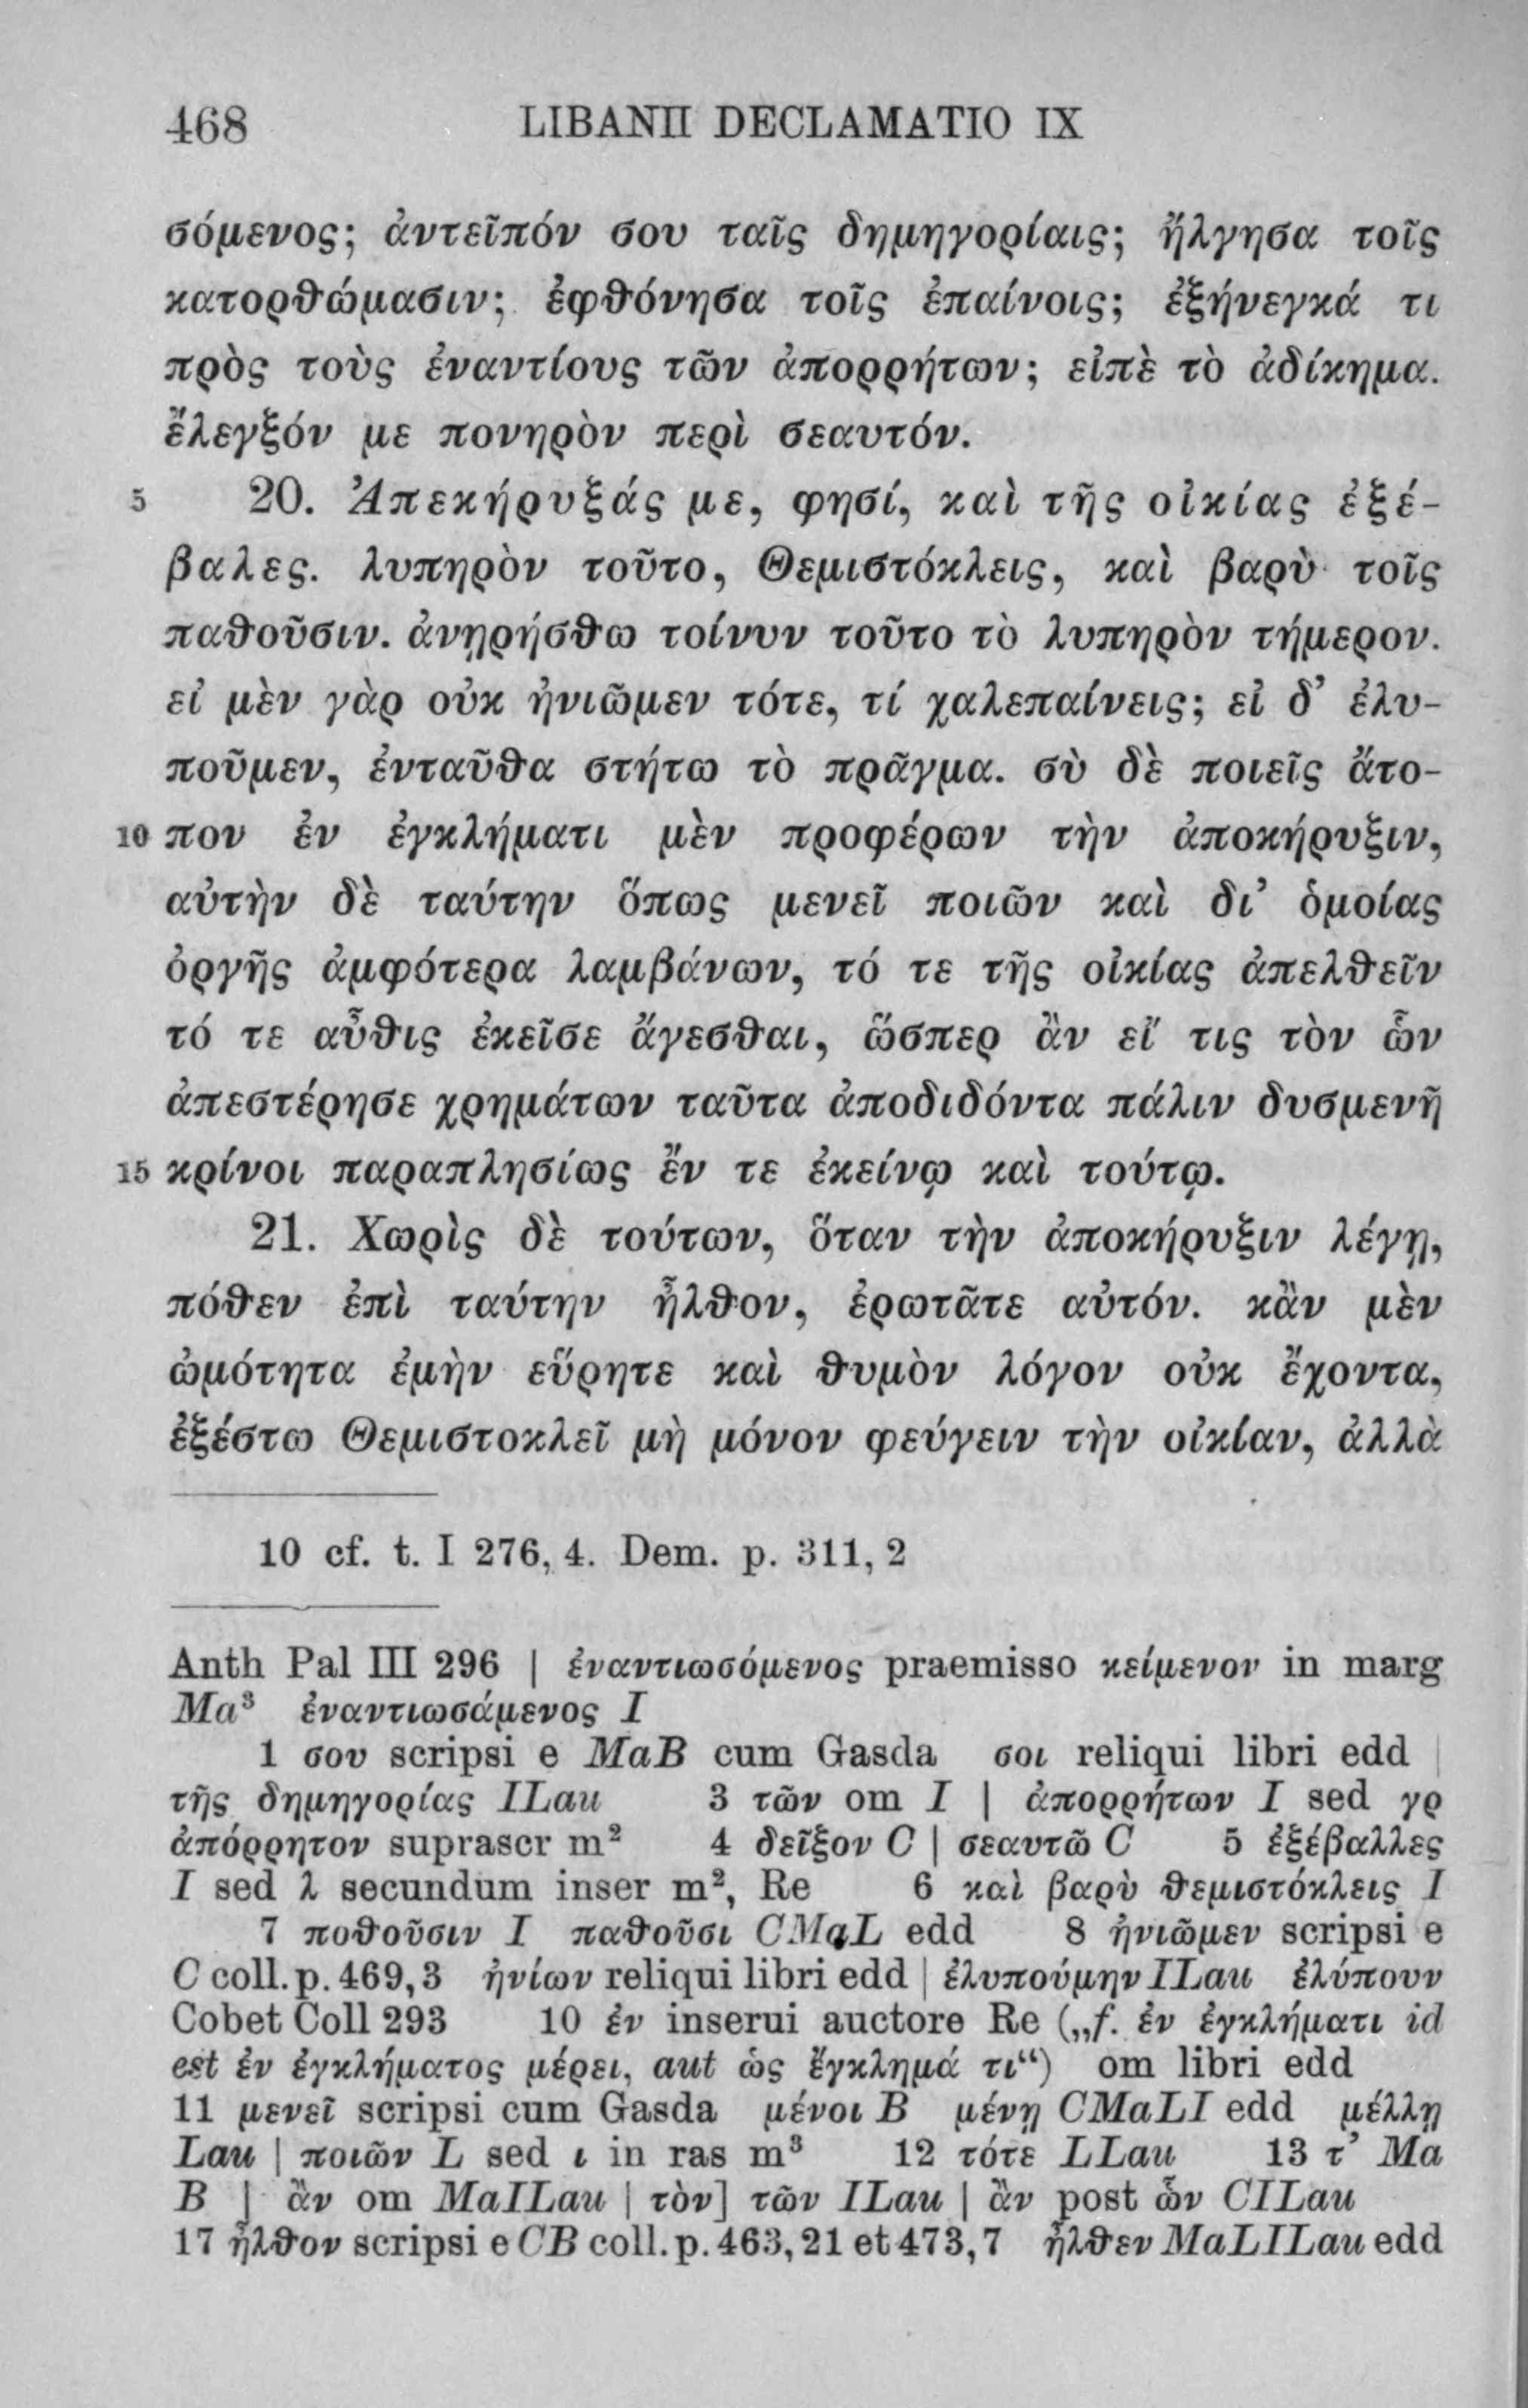 468 LIBANII DECLAMATIO IX
σόμενος; ἀντεῖπόν σου ταῖς δημηγορίαις; ἤλγησα τοῖς
κατορθώμασιν; ἐφθόνησα τοῖς ἐπαίνοις; ἐξήνεγκά τι
πρὸς τοὺς ἐναντίους τῶν ἀπορρήτων; εἰπὲ τὸ ἀδίκημα.
ἔλεγξόν με πονηρὸν περὶ σεαυτόν.
5 20. Ἀπεκήρυξάς με, φησί, καὶ τῆς οἰκίας ἐξέ-
βαλες. λυπηρὸν τοῦτο, Θεμιστόκλεις, καὶ βαρὺ τοῖς
παθοῦσιν. ἀνῃρήσθω τοίνυν τοῦτο τὸ λυπηρὸν τήμερον.
εἰ μὲν γὰρ οὐκ ἠνιῶμεν τότε, τί χαλεπαίνεις; εἰ δ’ ἐλυ-
ποῦμεν, ἐνταῦθα στήτω τὸ πρᾶγμα. σὺ δὲ ποιεῖς ἄτο-
10 πον ἐν ἐγκλήματι μὲν προφέρων τὴν ἀποκήρυξιν,
αὐτὴν δὲ ταύτην ὅπως μενεῖ ποιῶν καὶ δι’ ὁμοίας
ὀργῆς ἀμφότερα λαμβάνων, τό τε τῆς οἰκίας ἀπελθεῖν
τό τε αὖθις ἐκεῖσε ἄγεσθαι, ὥσπερ ἂν εἴ τις τὸν ὧν
ἀπεστέρησε χρημάτων ταῦτα ἀποδιδόντα πάλιν δυσμενῆ
15 κρίνοι παραπλησίως ἔν τε ἐκείνῳ καὶ τούτῳ.
21. Χωρὶς δὲ τούτων, ὅταν τὴν ἀποκήρυξιν λέγῃ,
πόθεν ἐπὶ ταύτην ἦλθον, ἐρωτᾶτε αὐτόν. κἂν μὲν
ὠμότητα ἐμὴν εὕρητε καὶ θυμὸν λόγον οὐκ ἔχοντα,
ἐξέστω Θεμιστοκλεῖ μὴ μόνον φεύγειν τὴν οἰκίαν, ἀλλὰ
10 cf. t. I 276, 4. Dem. p. 311, 2
Anth Pal III 296 | ἐναντιωσόμενος praemisso κείμενον in marg
Ma³ ἐναντιωσάμενος I
1 σου scripsi e MaB cum Gasda σοι reliqui libri edd |
τῆς δημηγορίας ILau 3 τῶν om I | ἀπορρήτων I sed γρ
ἀπόρρητον suprascr m² 4 δεῖξον C | σεαυτῶ C 5 ἐξέβαλλες
I sed λ secundum inser m², Re 6 καὶ βαρὺ θεμιστόκλεις I
7 ποθοῦσιν I παθοῦσι CMaL edd 8 ἠνιῶμεν scripsi e
C coll. p. 469, 3 ἠνίων reliqui libri edd | ἐλυπούμην ILau ἐλύπουν
Cobet Coll 293 10 ἐν inserui auctore Re („f. ἐν ἐγκλήματι id
est ἐν ἐγκλήματος μέρει, aut ὡς ἔγκλημά τι“) om libri edd
11 μενεῖ scripsi cum Gasda μένοι B μένῃ CMaLI edd μέλλῃ
Lau | ποιῶν L sed ι in ras m³ 12 τότε LLau 13 τ’ Ma
B | ἂν om MaILau | τὸν] τῶν ILau | ἂν post ὧν CILau
17 ἦλθον scripsi e CB coll. p. 463, 21 et 473, 7 ἦλθεν MaLILau edd